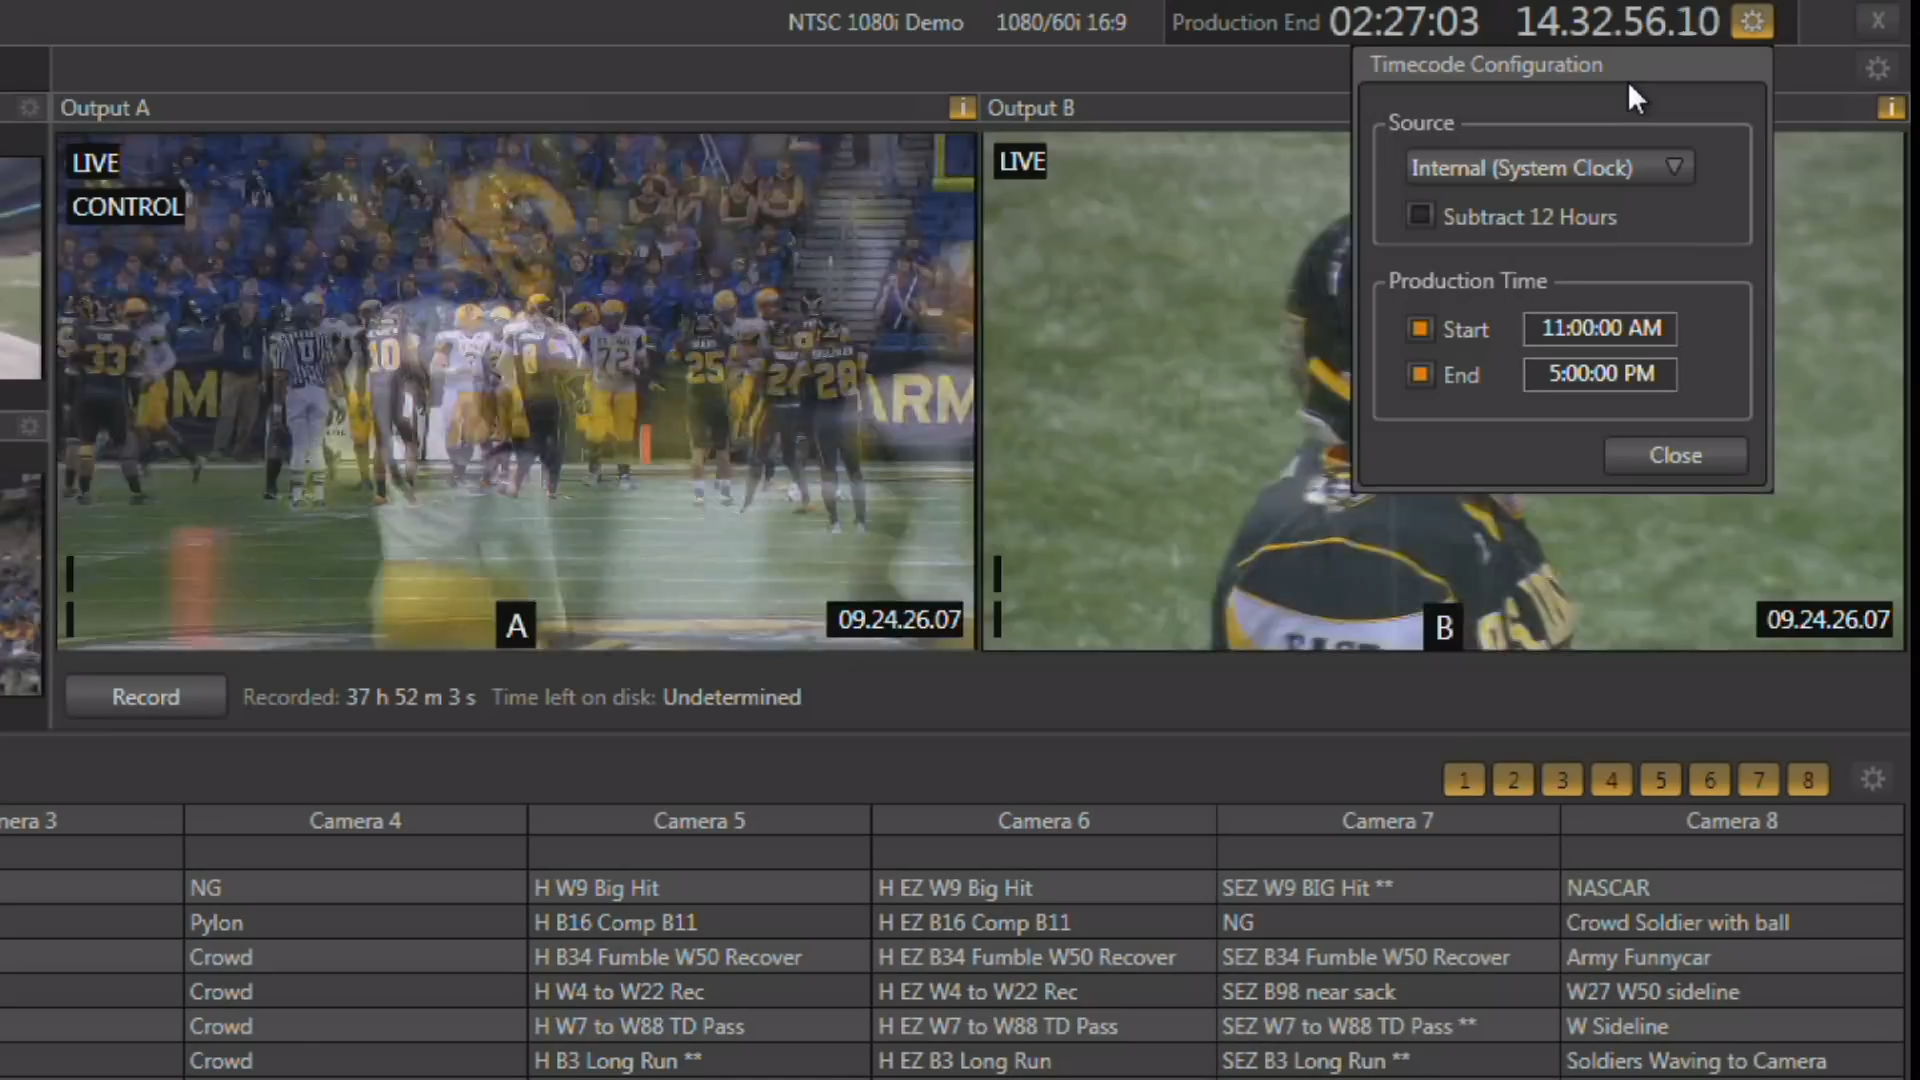 NTSC 1080i Demo 1080/60i 16:9 Production End 02:27:03 14.32.56.10 X
Timecode Configuration
Output A i Output B i
Source
LIVE
CONTROL
LIVE
Internal (System Clock)
Subtract 12 Hours
Production Time
Start 11:00:00 AM
End 5:00:00 PM
Close
33 10 8 72 25 28
ARM
A 09.24.26.07
EAST
B 09.24.26.07
Record Recorded: 37 h 52 m 3 s Time left on disk: Undetermined
1 2 3 4 5 6 7 8
nera 3 Camera 4 Camera 5 Camera 6 Camera 7 Camera 8
NG H W9 Big Hit H EZ W9 Big Hit SEZ W9 BIG Hit ** NASCAR
Pylon H B16 Comp B11 H EZ B16 Comp B11 NG Crowd Soldier with ball
Crowd H B34 Fumble W50 Recover H EZ B34 Fumble W50 Recover SEZ B34 Fumble W50 Recover Army Funnycar
Crowd H W4 to W22 Rec H EZ W4 to W22 Rec SEZ B98 near sack W27 W50 sideline
Crowd H W7 to W88 TD Pass H EZ W7 to W88 TD Pass SEZ W7 to W88 TD Pass ** W Sideline
Crowd H B3 Long Run ** H EZ B3 Long Run SEZ B3 Long Run ** Soldiers Waving to Camera